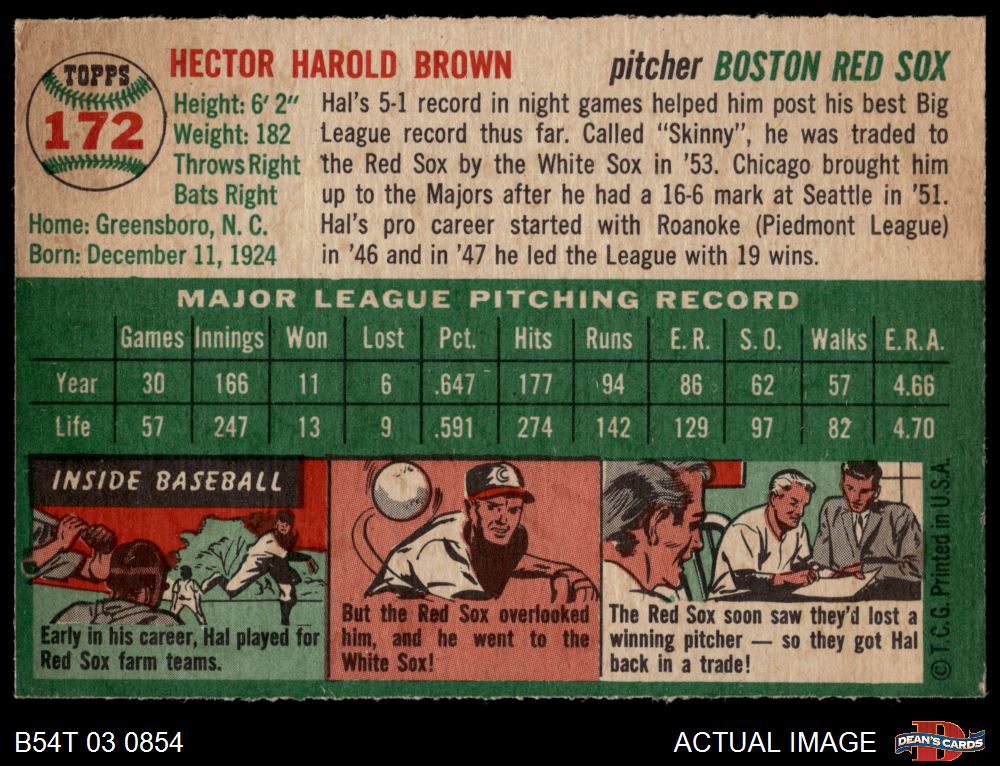 TOPPS
172
HECTOR HAROLD BROWN
pitcher BOSTON RED SOX
Height: 6' 2"
Weight: 182
Throws Right
Bats Right
Home: Greensboro, N. C.
Born: December 11, 1924
Hal's 5-1 record in night games helped him post his best Big
League record thus far. Called "Skinny", he was traded to
the Red Sox by the White Sox in '53. Chicago brought him
up to the Majors after he had a 16-6 mark at Seattle in '51.
Hal's pro career started with Roanoke (Piedmont League)
in '46 and in '47 he led the League with 19 wins.
MAJOR LEAGUE PITCHING RECORD
Games Innings Won Lost Pct. Hits Runs E. R. S. O. Walks E.R.A.
Year 30 166 11 6 .647 177 94 86 62 57 4.66
Life 57 247 13 9 .591 274 142 129 97 82 4.70
INSIDE BASEBALL
Early in his career, Hal played for
Red Sox farm teams.
But the Red Sox overlooked
him, and he went to the
White Sox!
The Red Sox soon saw they'd lost a
winning pitcher — so they got Hal
back in a trade!
© T.C.G. Printed in U.S.A.
B54T 03 0854
ACTUAL IMAGE
DEAN'S CARDS